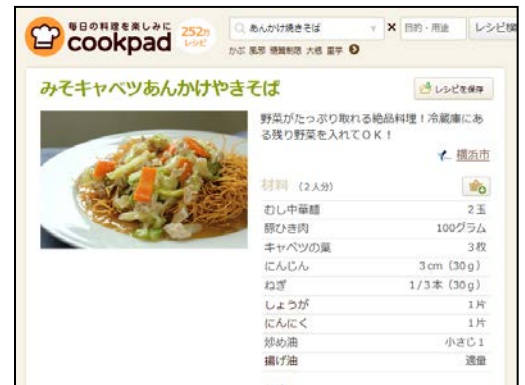 毎日の料理を楽しみに
cookpad
252万
レシピ
あんかけ焼きそば
目的・用途
レシピ検
かぶ 風邪 糖質制限 大根 里芋
みそキャベツあんかけやきそば
レシピを保存
野菜がたっぷり取れる絶品料理!冷蔵庫にあ
る残り野菜を入れてOK!
横浜市
材料 (2人分)
むし中華麺 2玉
豚ひき肉 100グラム
キャベツの葉 3枚
にんじん 3cm (30g)
ねぎ 1/3本 (30g)
しょうが 1片
にんにく 1片
炒め油 小さじ1
揚げ油 適量